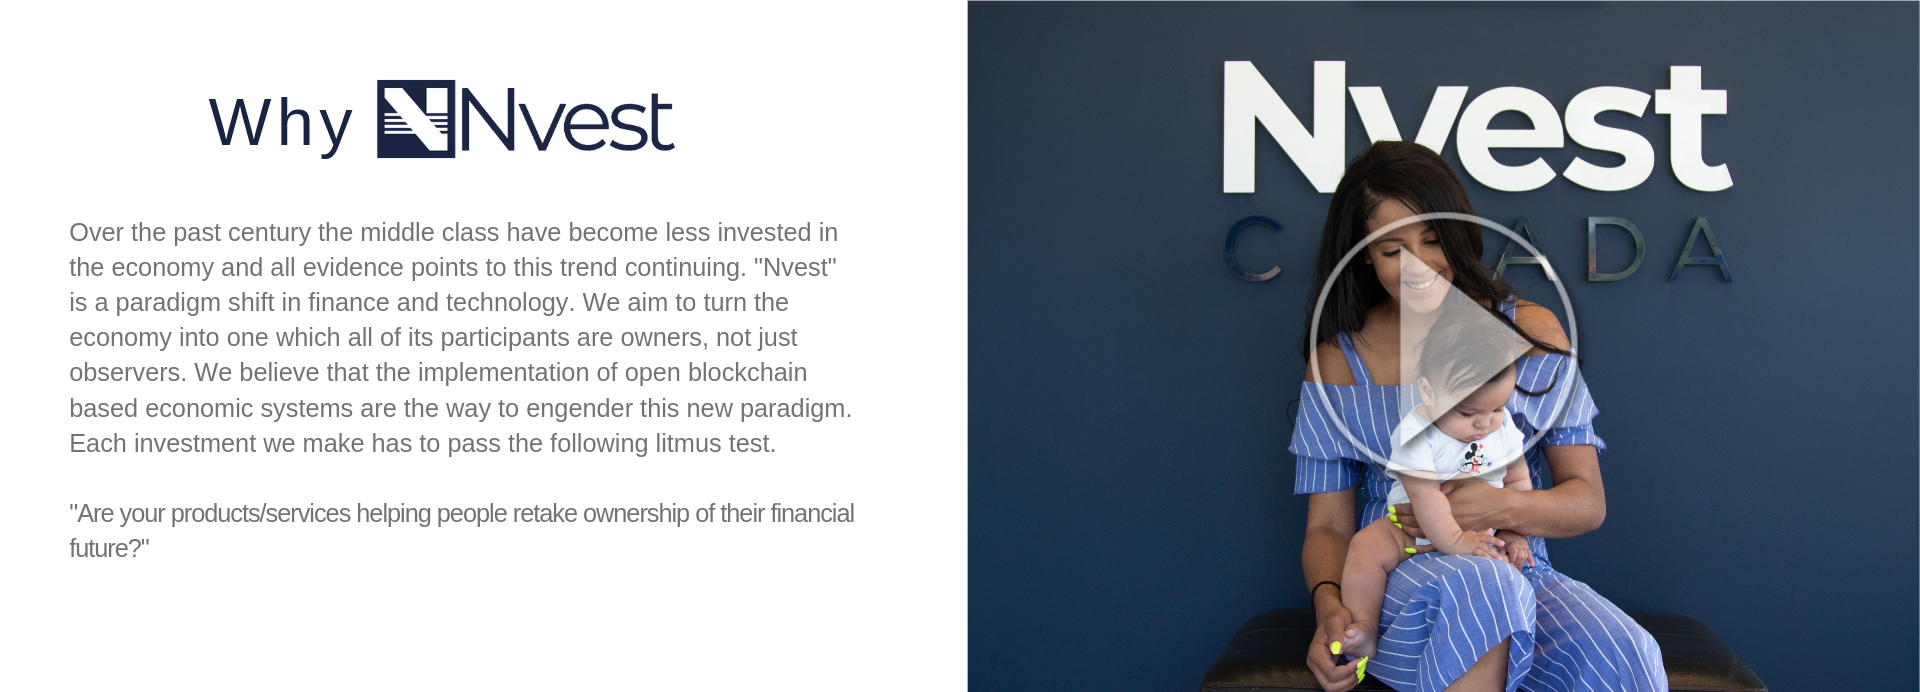 Why Nvest
Over the past century the middle class have become less invested in
the economy and all evidence points to this trend continuing. "Nvest"
is a paradigm shift in finance and technology. We aim to turn the
economy into one which all of its participants are owners, not just
observers. We believe that the implementation of open blockchain
based economic systems are the way to engender this new paradigm.
Each investment we make has to pass the following litmus test.
"Are your products/services helping people retake ownership of their financial
future?"
Nvest
CANADA